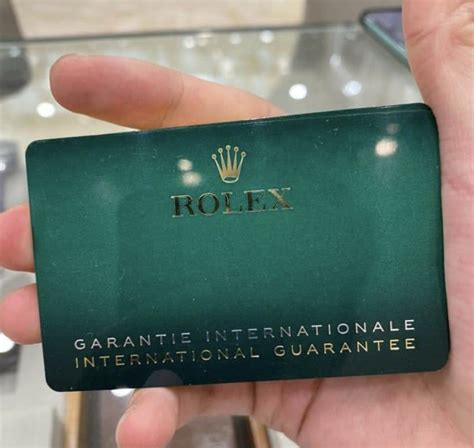 ROLEX
GARANTIE INTERNATIONALE
INTERNATIONAL GUARANTEE